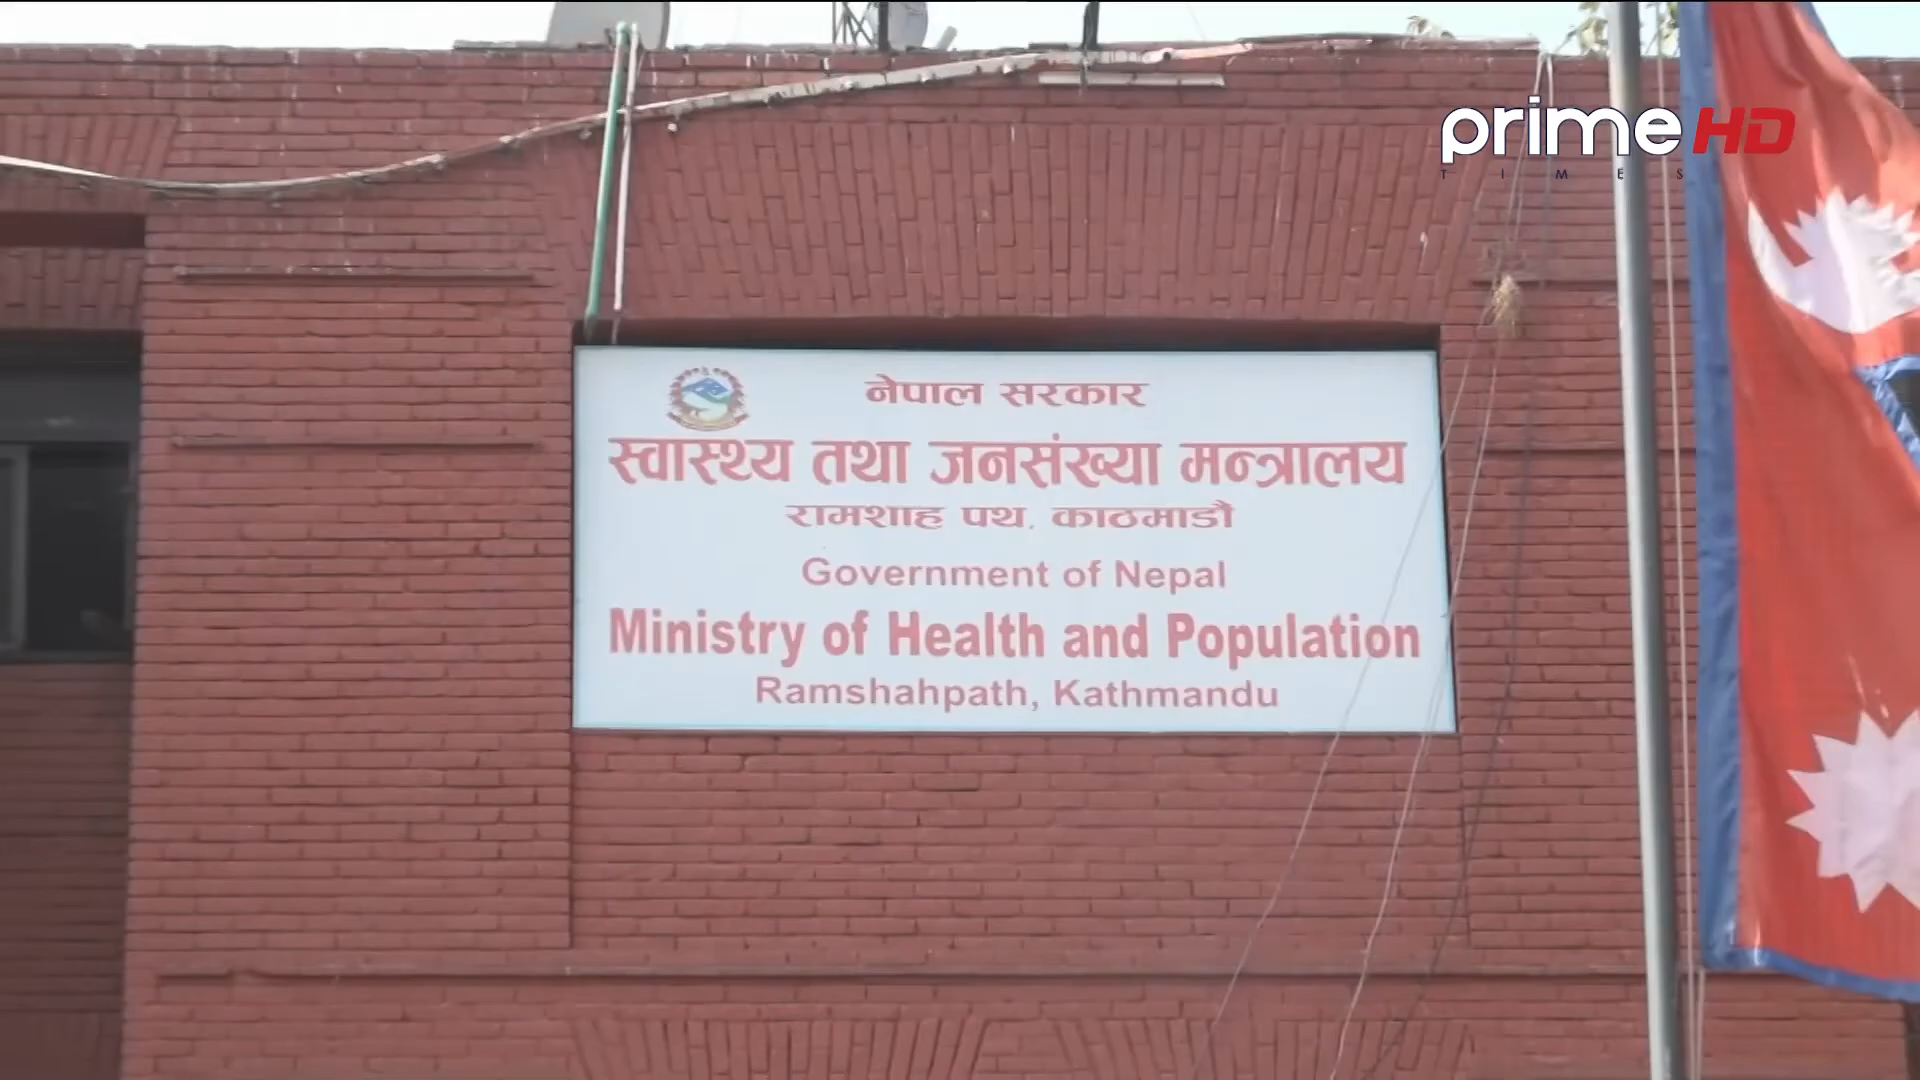 prime HD
TIMES
नेपाल सरकार
स्वास्थ्य तथा जनसंख्या मन्त्रालय
रामशाह पथ, काठमाडौं
Government of Nepal
Ministry of Health and Population
Ramshahpath, Kathmandu